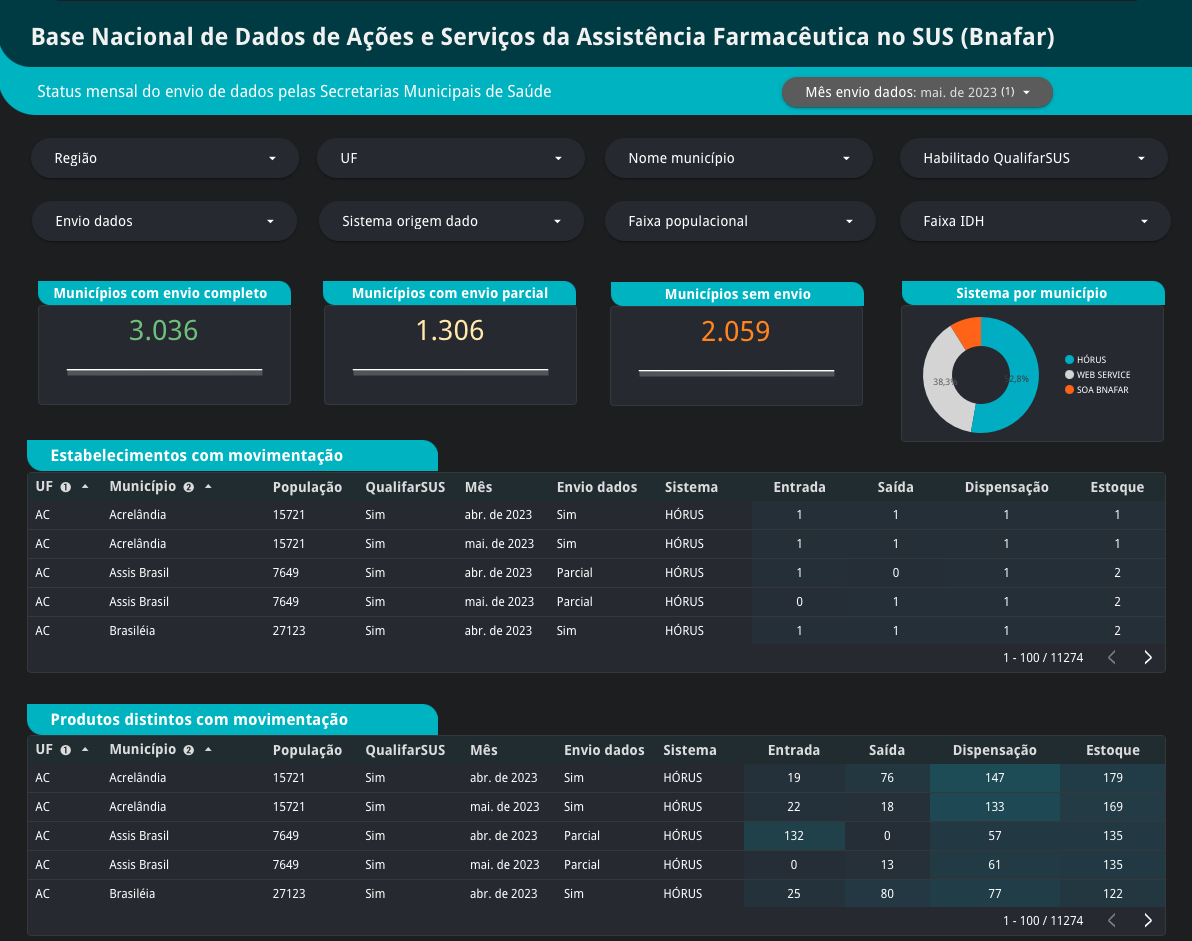 Base Nacional de Dados de Ações e Serviços da Assistência Farmacêutica no SUS (Bnafar)
Status mensal do envio de dados pelas Secretarias Municipais de Saúde
Mês envio dados: mai. de 2023 (1)
Região UF Nome município Habilitado QualifarSUS
Envio dados Sistema origem dado Faixa populacional Faixa IDH
Municípios com envio completo
3.036
Municípios com envio parcial
1.306
Municípios sem envio
2.059
Sistema por município
38,3%
2,8%
HÓRUS
WEB SERVICE
SOA BNAFAR
Estabelecimentos com movimentação
UF 1 Município 2 População QualifarSUS Mês Envio dados Sistema Entrada Saída Dispensação Estoque
AC Acrelândia 15721 Sim abr. de 2023 Sim HÓRUS 1 1 1 1
AC Acrelândia 15721 Sim mai. de 2023 Sim HÓRUS 1 1 1 1
AC Assis Brasil 7649 Sim abr. de 2023 Parcial HÓRUS 1 0 1 2
AC Assis Brasil 7649 Sim mai. de 2023 Parcial HÓRUS 0 1 1 2
AC Brasiléia 27123 Sim abr. de 2023 Sim HÓRUS 1 1 1 2
1 - 100 / 11274
Produtos distintos com movimentação
UF 1 Município 2 População QualifarSUS Mês Envio dados Sistema Entrada Saída Dispensação Estoque
AC Acrelândia 15721 Sim abr. de 2023 Sim HÓRUS 19 76 147 179
AC Acrelândia 15721 Sim mai. de 2023 Sim HÓRUS 22 18 133 169
AC Assis Brasil 7649 Sim abr. de 2023 Parcial HÓRUS 132 0 57 135
AC Assis Brasil 7649 Sim mai. de 2023 Parcial HÓRUS 0 13 61 135
AC Brasiléia 27123 Sim abr. de 2023 Sim HÓRUS 25 80 77 122
1 - 100 / 11274